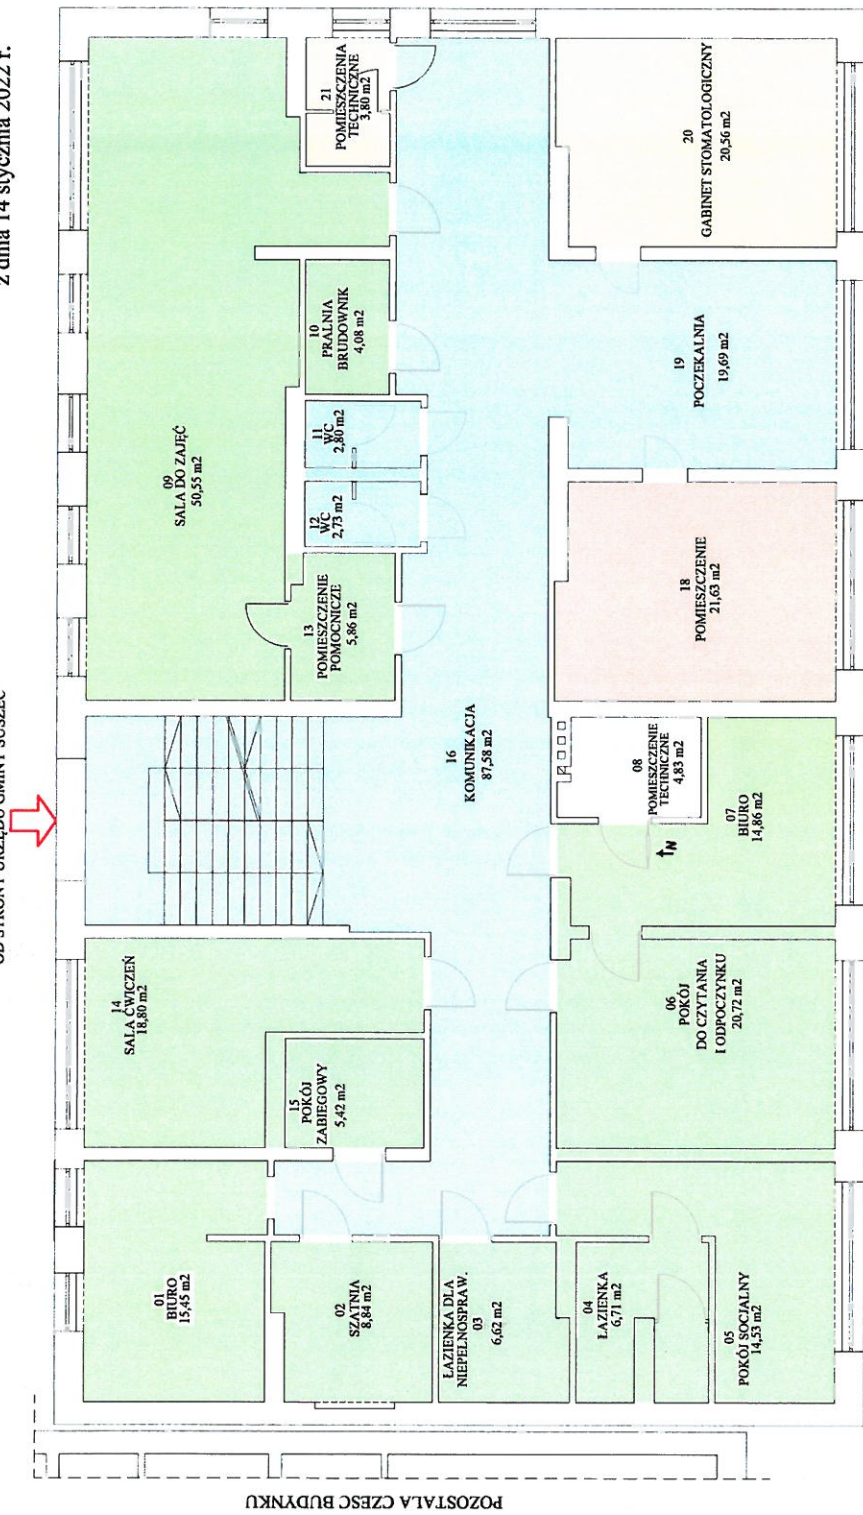 z dnia 14 stycznia 2022 r.
OD STRONY URZĘDU GMINY SUSZEC
01
BIURO
15,45 m2
14
SALA ĆWICZEŃ
18,80 m2
09
SALA DO ZAJĘĆ
50,55 m2
21
POMIESZCZENIA
TECHNICZNE
3,80 m2
02
SZATNIA
8,84 m2
15
POKÓJ
ZABIEGOWY
5,42 m2
13
POMIESZCZENIE
POMOCNICZE
5,86 m2
12
WC
2,73 m2
11
WC
2,80 m2
10
PRALNIA
BRUDOWNIK
4,08 m2
ŁAZIENKA DLA
NIEPEŁNOSPRAW.
03
6,62 m2
16
KOMUNIKACJA
87,58 m2
04
ŁAZIENKA
6,71 m2
05
POKÓJ SOCJALNY
14,53 m2
06
POKÓJ
DO CZYTANIA
I ODPOCZYNKU
20,72 m2
N
08
POMIESZCZENIE
TECHNICZNE
4,83 m2
07
BIURO
14,86 m2
18
POMIESZCZENIE
21,63 m2
19
POCZEKALNIA
19,69 m2
20
GABINET STOMATOLOGICZNY
20,56 m2
POZOSTAŁA CZĘŚĆ BUDYNKU